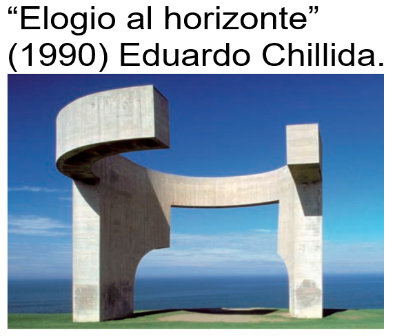 “Elogio al horizonte”
(1990) Eduardo Chillida.